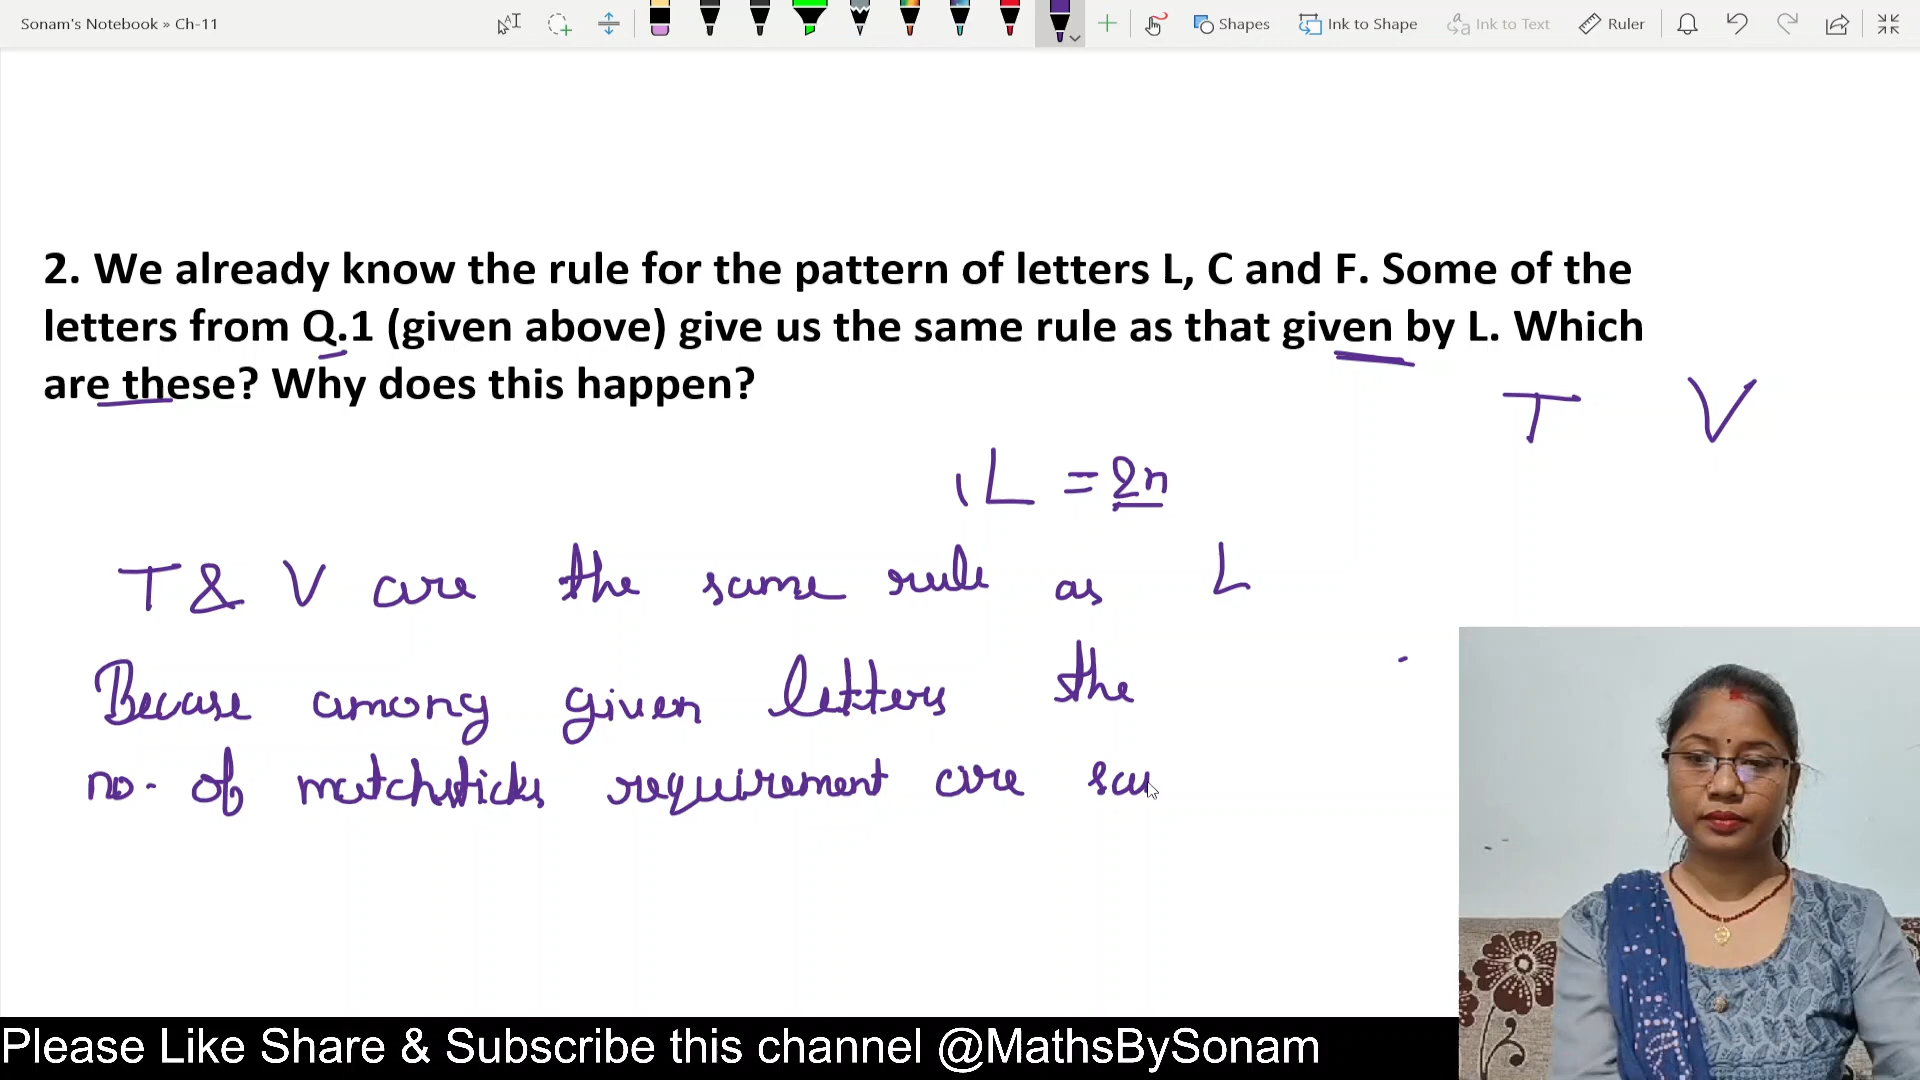 Sonam's Notebook » Ch-11
Shapes Ink to Shape Ink to Text Ruler
2. We already know the rule for the pattern of letters L, C and F. Some of the
letters from Q.1 (given above) give us the same rule as that given by L. Which
are these? Why does this happen?
T V
1L = 2n
T & V are the same rule as L
Becase among given letters the
no. of matchsticks requirement are sam
Please Like Share & Subscribe this channel @MathsBySonam